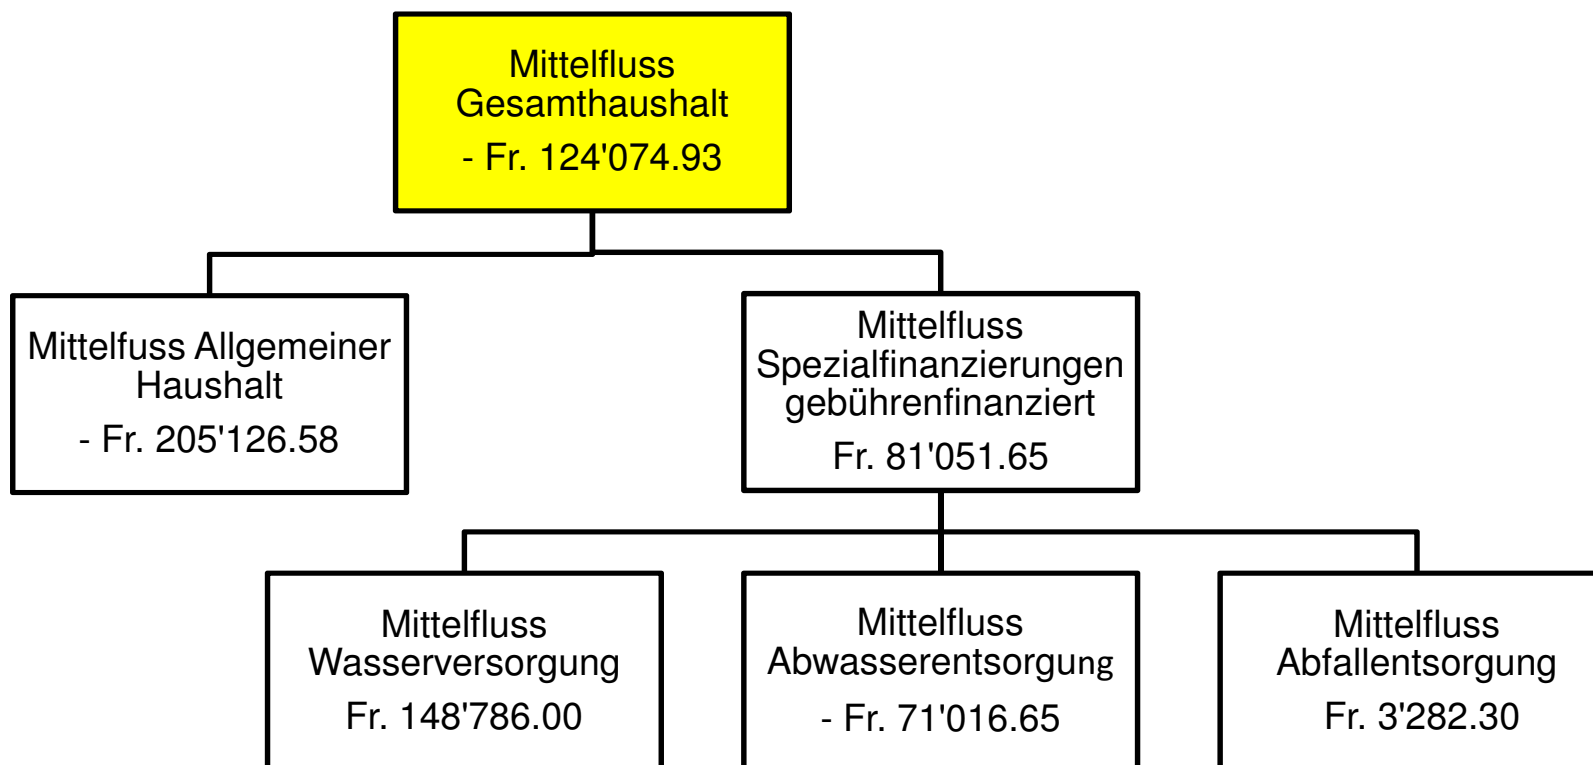 Mittelfluss
Gesamthaushalt
- Fr. 124'074.93
Mittelfuss Allgemeiner
Haushalt
- Fr. 205'126.58
Mittelfluss
Spezialfinanzierungen
gebührenfinanziert
Fr. 81'051.65
Mittelfluss
Wasserversorgung
Fr. 148'786.00
Mittelfluss
Abwasserentsorgung
- Fr. 71'016.65
Mittelfluss
Abfallentsorgung
Fr. 3'282.30